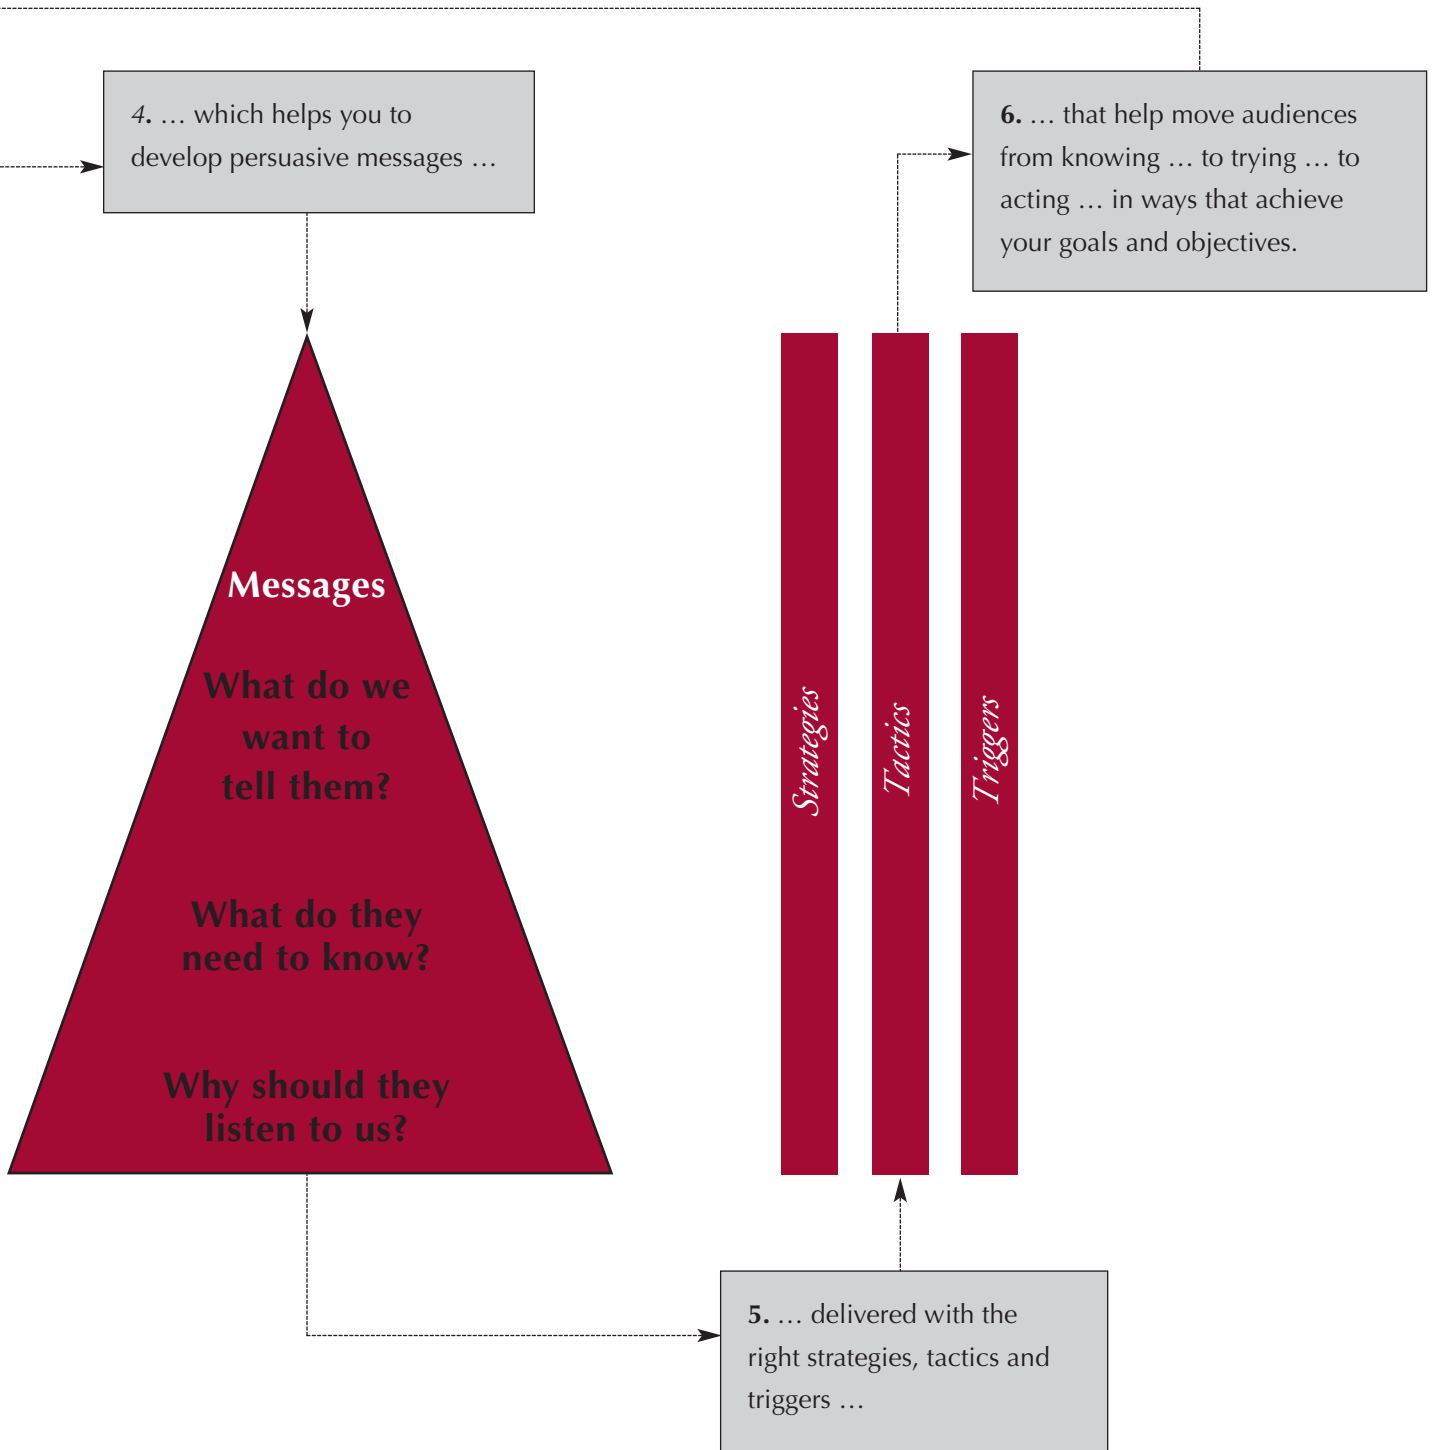 4. … which helps you to
develop persuasive messages …
Messages
What do we
want to
tell them?
What do they
need to know?
Why should they
listen to us?
5. … delivered with the
right strategies, tactics and
triggers …
Strategies
Tactics
Triggers
6. … that help move audiences
from knowing … to trying … to
acting … in ways that achieve
your goals and objectives.